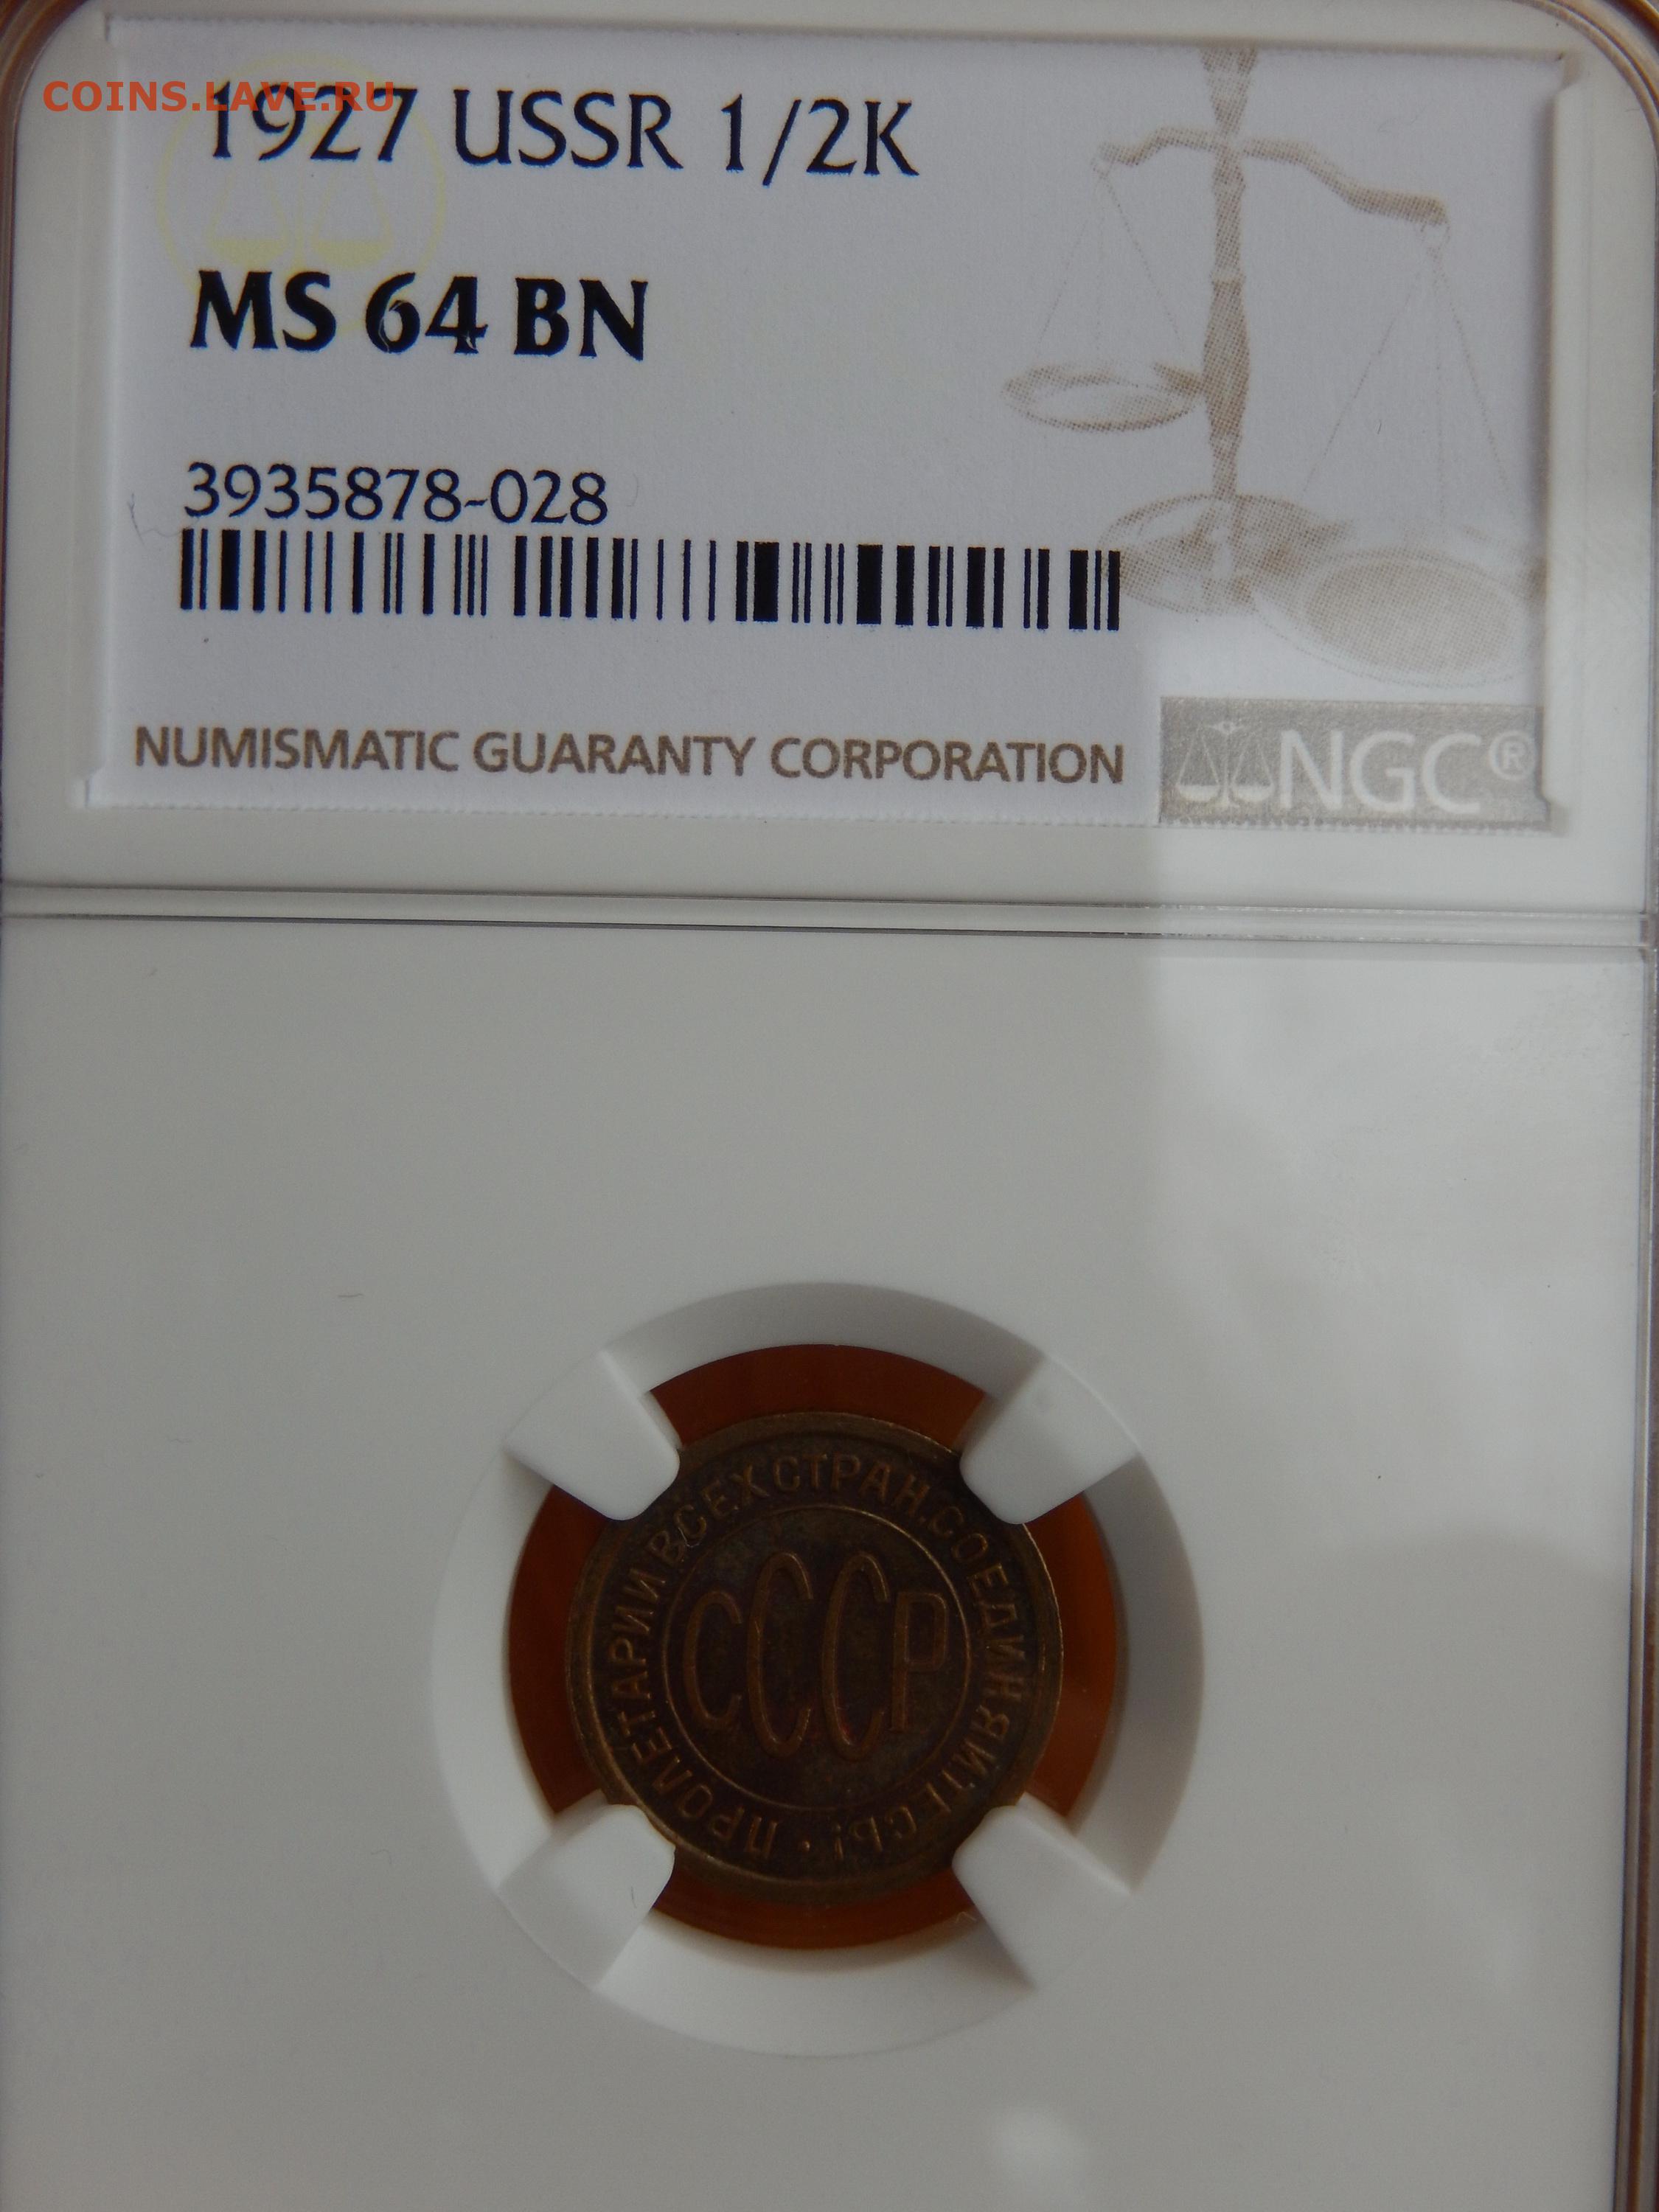 COINS.LAVE.RU
1927 USSR 1/2K
MS 64 BN
3935878-028
NUMISMATIC GUARANTY CORPORATION
NGC®
ПРОЛЕТАРИИ ВСЕХ СТРАН, СОЕДИНЯЙТЕСЬ! •
СССР